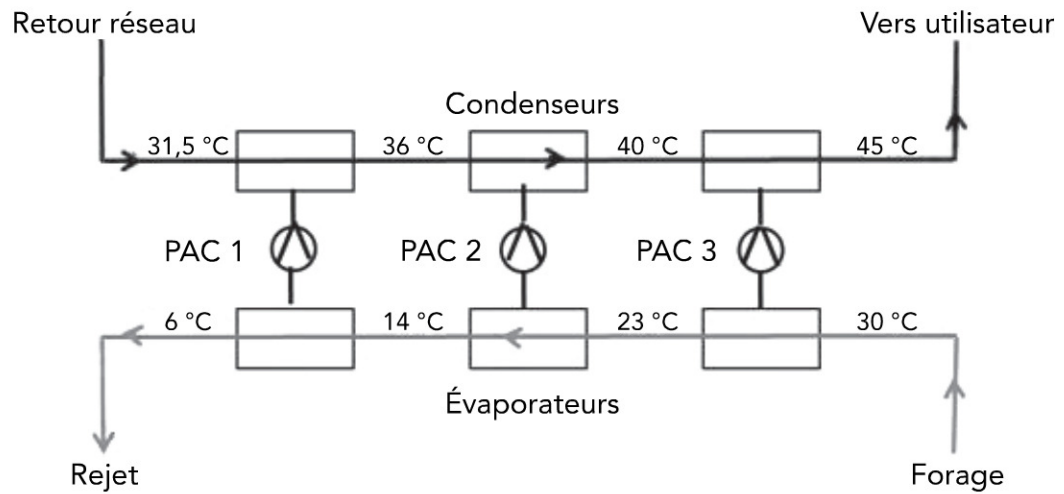 Retour réseau
Vers utilisateur
Condenseurs
31,5 °C
36 °C
40 °C
45 °C
PAC 1
PAC 2
PAC 3
6 °C
14 °C
23 °C
30 °C
Évaporateurs
Rejet
Forage